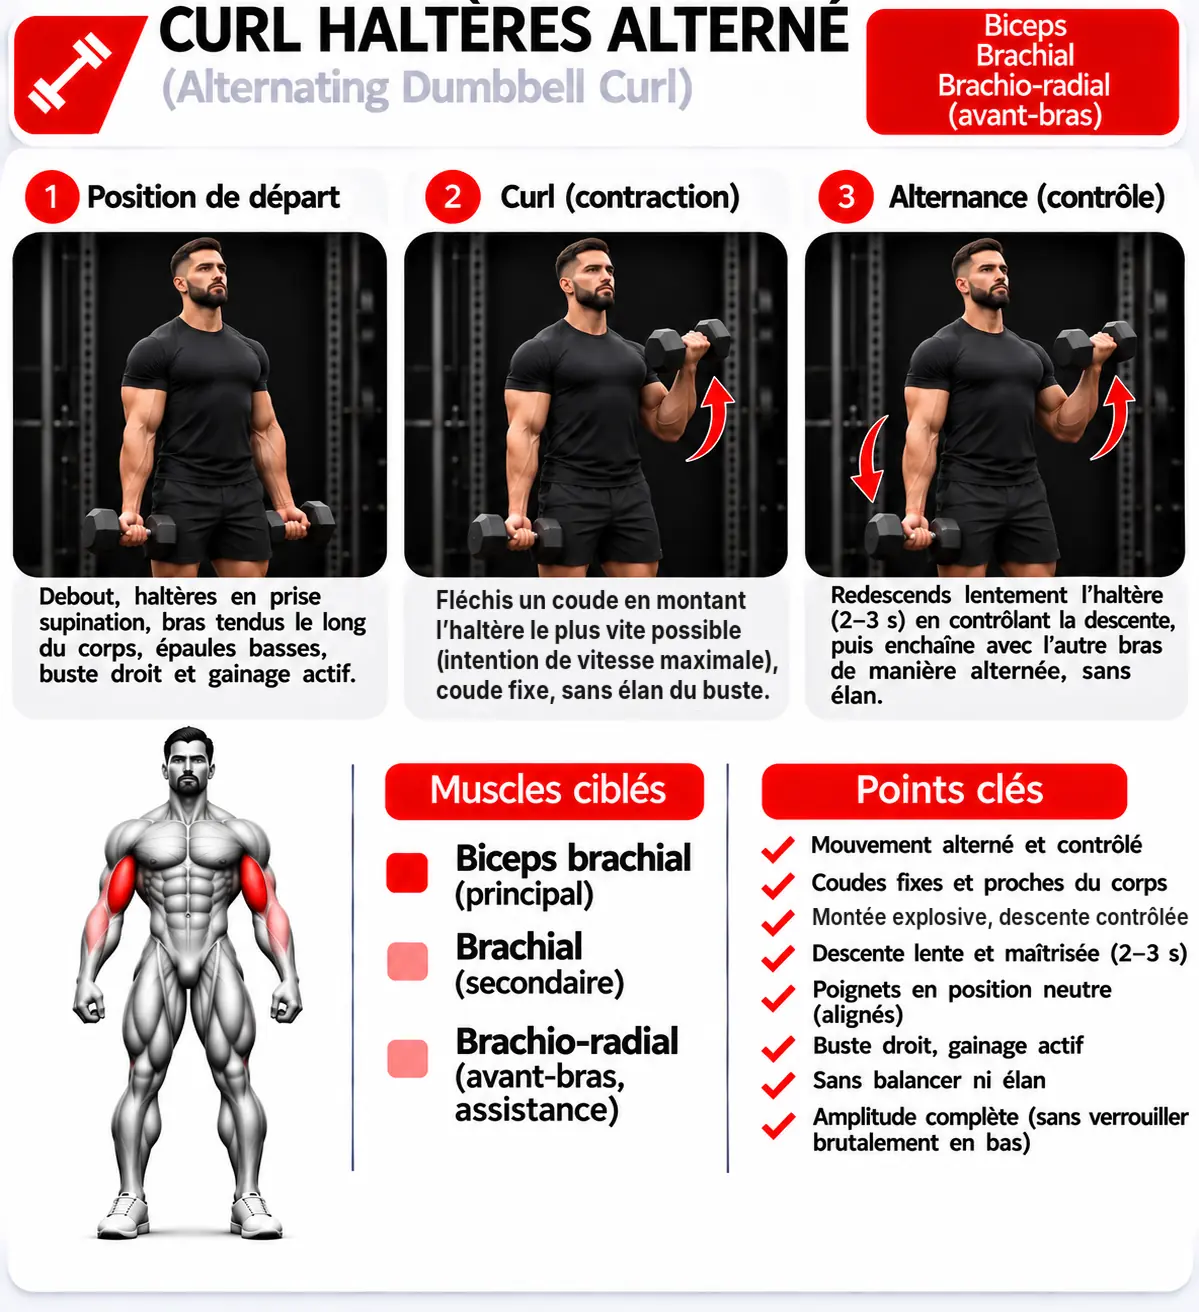 CURL HALTÈRES ALTERNÉ
(Alternating Dumbbell Curl)
Biceps
Brachial
Brachio-radial
(avant-bras)
1 Position de départ
2 Curl (contraction)
3 Alternance (contrôle)
Debout, haltères en prise
supination, bras tendus le long
du corps, épaules basses,
buste droit et gainage actif.
Fléchis un coude en montant
l’haltère le plus vite possible
(intention de vitesse maximale),
coude fixe, sans élan du buste.
Redescends lentement l’haltère
(2–3 s) en contrôlant la descente,
puis enchaîne avec l’autre bras
de manière alternée, sans
élan.
Muscles ciblés
Biceps brachial
(principal)
Brachial
(secondaire)
Brachio-radial
(avant-bras,
assistance)
Points clés
Mouvement alterné et contrôlé
Coudes fixes et proches du corps
Montée explosive, descente contrôlée
Descente lente et maîtrisée (2–3 s)
Poignets en position neutre
(alignés)
Buste droit, gainage actif
Sans balancer ni élan
Amplitude complète (sans verrouiller
brutalement en bas)